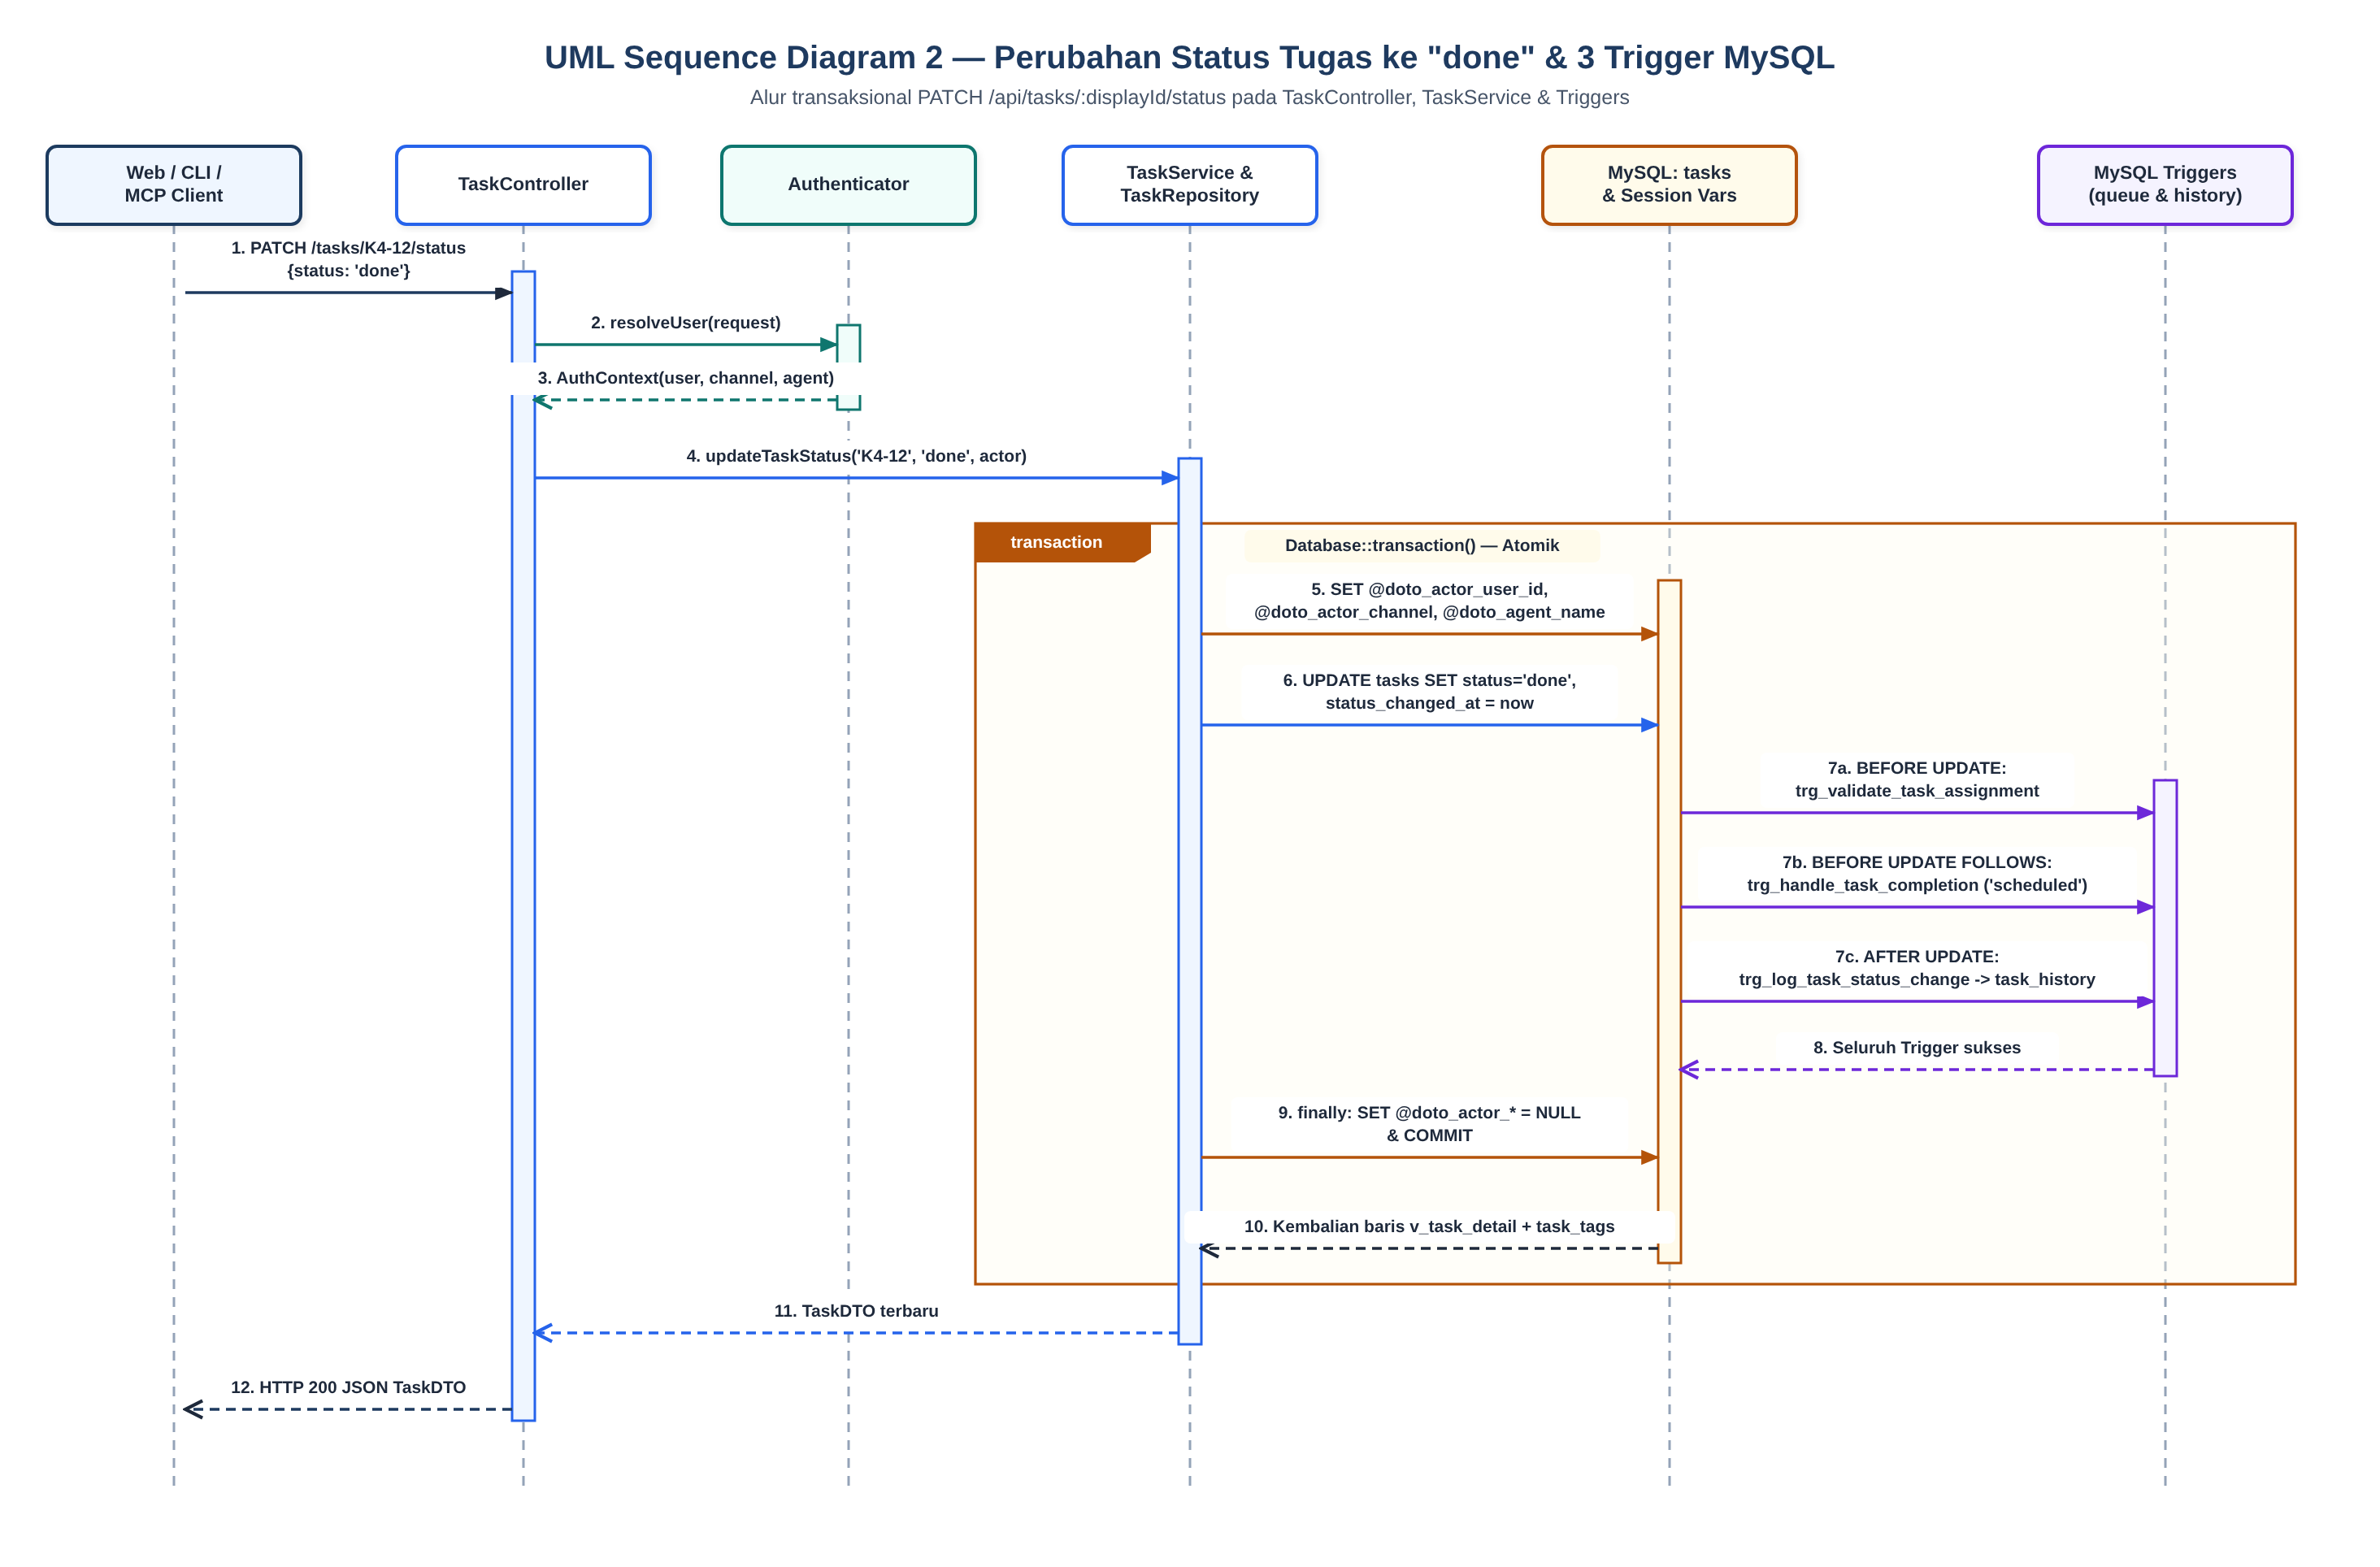 UML Sequence Diagram 2 — Perubahan Status Tugas ke "done" & 3 Trigger MySQL
Alur transaksional PATCH /api/tasks/:displayId/status pada TaskController, TaskService & Triggers
Web / CLI /
MCP Client
TaskController
Authenticator
TaskService &
TaskRepository
MySQL: tasks
& Session Vars
MySQL Triggers
(queue & history)
1. PATCH /tasks/K4-12/status
{status: 'done'}
2. resolveUser(request)
3. AuthContext(user, channel, agent)
4. updateTaskStatus('K4-12', 'done', actor)
transaction
Database::transaction() — Atomik
5. SET @doto_actor_user_id,
@doto_actor_channel, @doto_agent_name
6. UPDATE tasks SET status='done',
status_changed_at = now
7a. BEFORE UPDATE:
trg_validate_task_assignment
7b. BEFORE UPDATE FOLLOWS:
trg_handle_task_completion ('scheduled')
7c. AFTER UPDATE:
trg_log_task_status_change -> task_history
8. Seluruh Trigger sukses
9. finally: SET @doto_actor_* = NULL
& COMMIT
10. Kembalian baris v_task_detail + task_tags
11. TaskDTO terbaru
12. HTTP 200 JSON TaskDTO